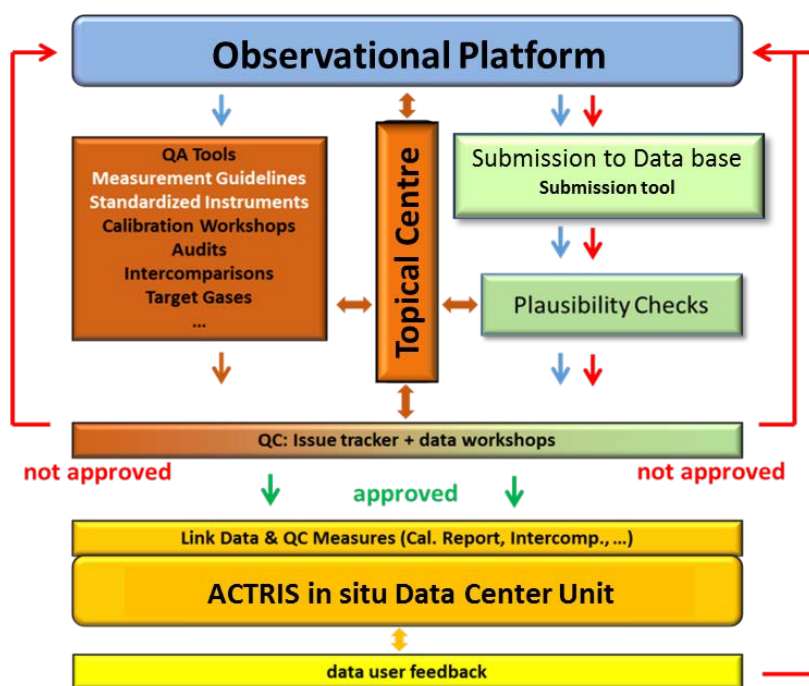 Observational Platform
QA Tools
Measurement Guidelines
Standardized Instruments
Calibration Workshops
Audits
Intercomparisons
Target Gases
...
Topical Centre
Submission to Data base
Submission tool
Plausibility Checks
QC: Issue tracker + data workshops
not approved
approved
not approved
Link Data & QC Measures (Cal. Report, Intercomp., ...)
ACTRIS in situ Data Center Unit
data user feedback